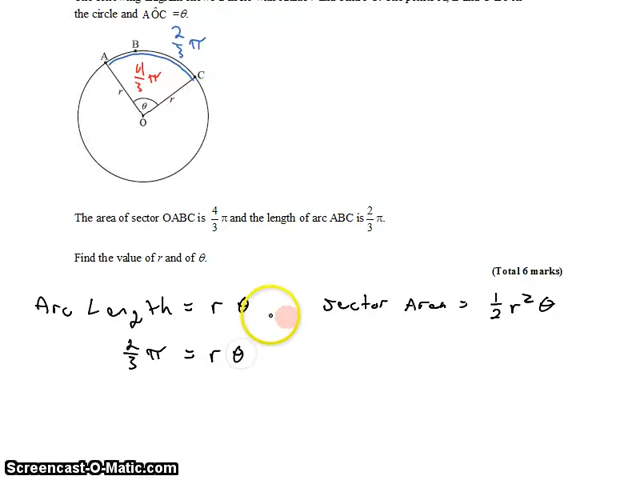 the circle and AÔC = θ.
2/3 π
B
A
4/3 π
C
r
θ
r
O
The area of sector OABC is 4/3 π and the length of arc ABC is 2/3 π.
Find the value of r and of θ.
(Total 6 marks)
Arc Length = r θ
Sector Area = 1/2 r² θ
2/3 π = r θ
Screencast-O-Matic.com